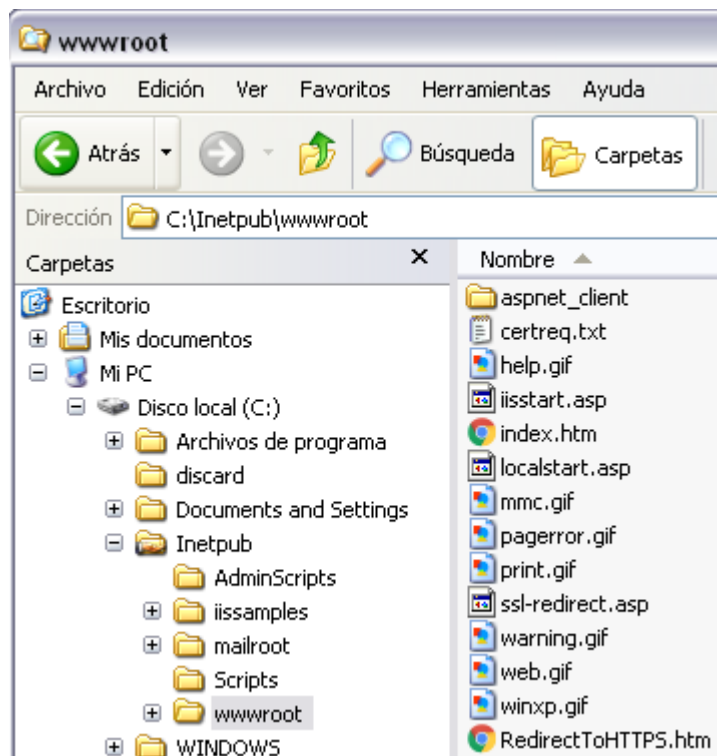 wwwroot
Archivo Edición Ver Favoritos Herramientas Ayuda
Atrás Búsqueda Carpetas
Dirección C:\Inetpub\wwwroot
Carpetas
Escritorio
Mis documentos
Mi PC
Disco local (C:)
Archivos de programa
discard
Documents and Settings
Inetpub
AdminScripts
iissamples
mailroot
Scripts
wwwroot
WINDOWS
Nombre
aspnet_client
certreq.txt
help.gif
iisstart.asp
index.htm
localstart.asp
mmc.gif
pagerror.gif
print.gif
ssl-redirect.asp
warning.gif
web.gif
winxp.gif
RedirectToHTTPS.htm